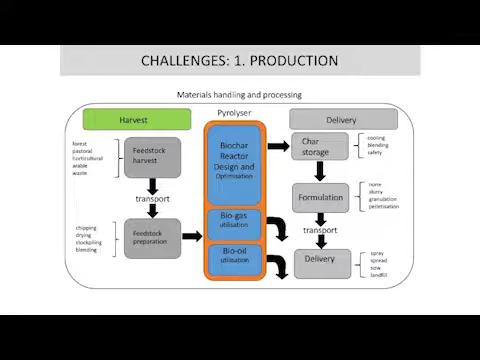 CHALLENGES: 1. PRODUCTION
Materials handling and processing
Harvest
Pyrolyser
Delivery
forest
pastoral
horticultural
arable
waste
Feedstock
harvest
Biochar
Reactor
Design and
Optimisation
Char
storage
cooling
blending
safety
transport
Formulation
none
slurry
granulation
pelletisation
chipping
drying
stockpiling
blending
Feedstock
preparation
Bio-gas
utilisation
transport
Bio-oil
utilisation
Delivery
spray
spread
sow
landfill